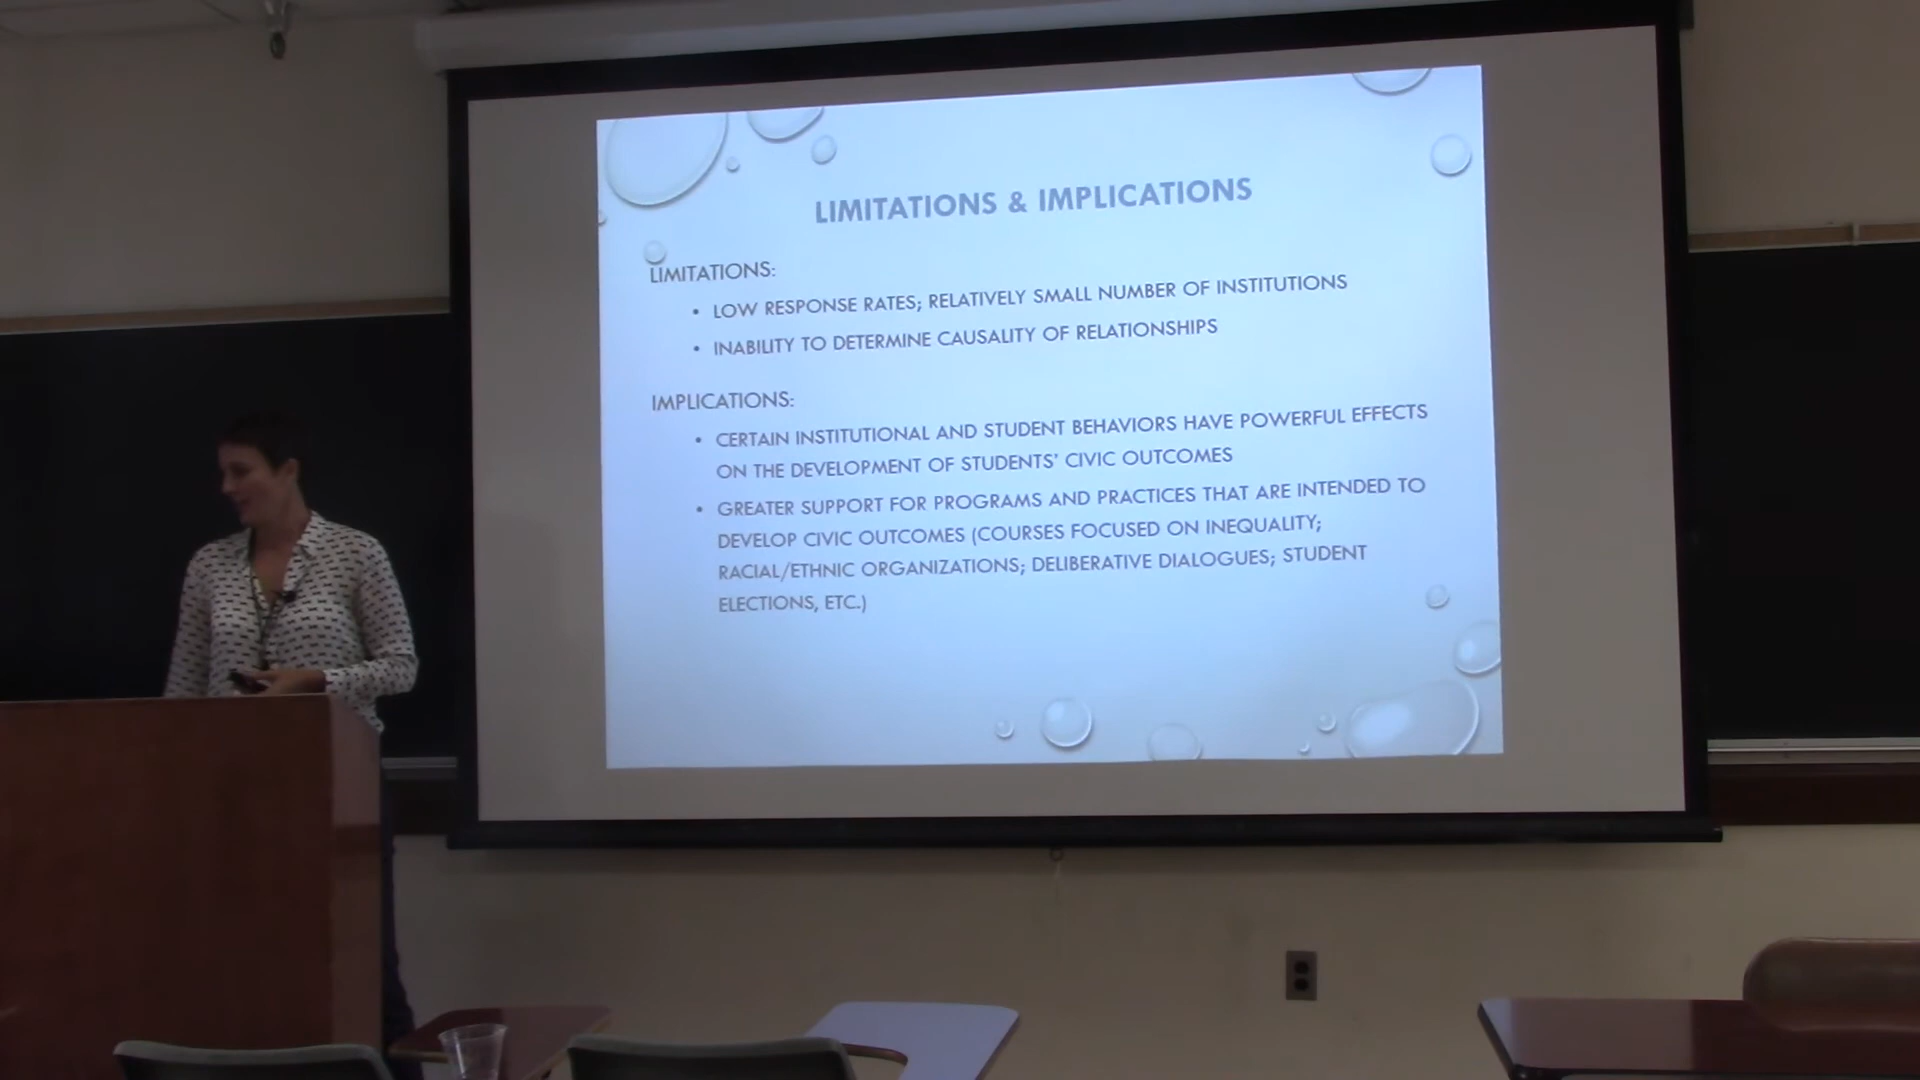 LIMITATIONS & IMPLICATIONS
LIMITATIONS:
• LOW RESPONSE RATES; RELATIVELY SMALL NUMBER OF INSTITUTIONS
• INABILITY TO DETERMINE CAUSALITY OF RELATIONSHIPS
IMPLICATIONS:
• CERTAIN INSTITUTIONAL AND STUDENT BEHAVIORS HAVE POWERFUL EFFECTS
ON THE DEVELOPMENT OF STUDENTS' CIVIC OUTCOMES
• GREATER SUPPORT FOR PROGRAMS AND PRACTICES THAT ARE INTENDED TO
DEVELOP CIVIC OUTCOMES (COURSES FOCUSED ON INEQUALITY;
RACIAL/ETHNIC ORGANIZATIONS; DELIBERATIVE DIALOGUES; STUDENT
ELECTIONS, ETC.)